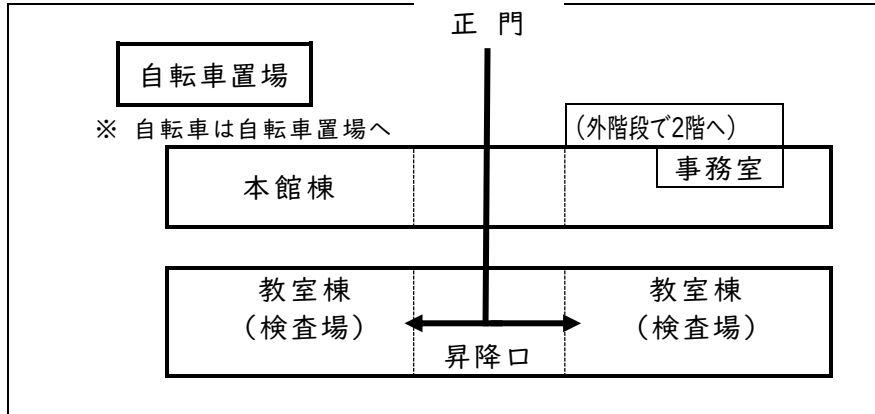 正 門
自転車置場
※ 自転車は自転車置場へ
(外階段で2階へ)
事務室
本館棟
教室棟
(検査場)
教室棟
(検査場)
昇降口